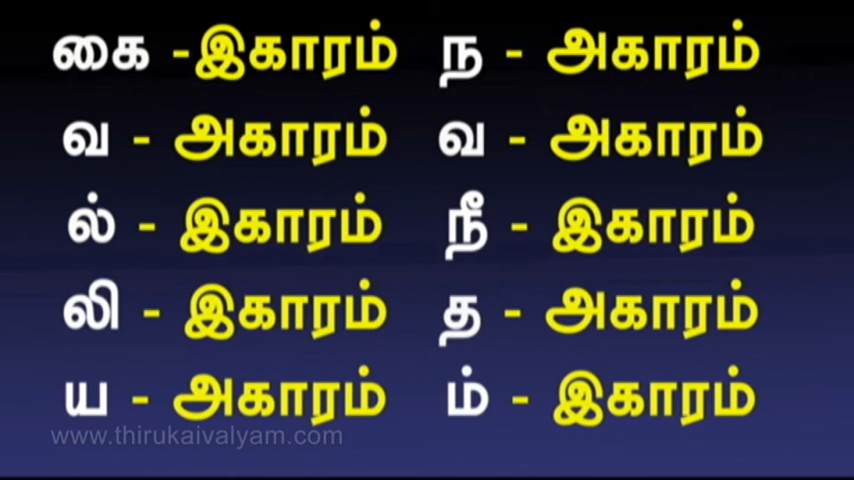 கை -இகாரம்
வ - அகாரம்
ல் - இகாரம்
லி - இகாரம்
ய - அகாரம்
ந - அகாரம்
வ - அகாரம்
நீ - இகாரம்
த - அகாரம்
ம் - இகாரம்
www.thirukaivalyam.com